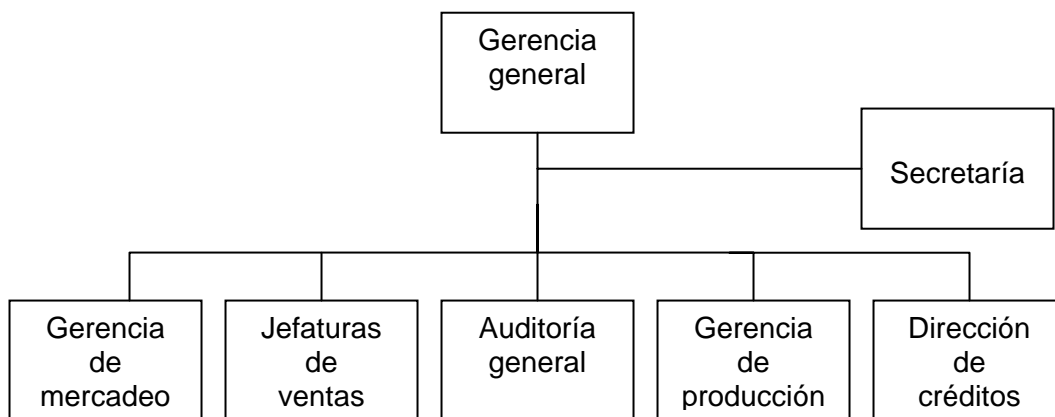 Gerencia
general
Secretaría
Gerencia
de
mercadeo
Jefaturas
de
ventas
Auditoría
general
Gerencia
de
producción
Dirección
de
créditos